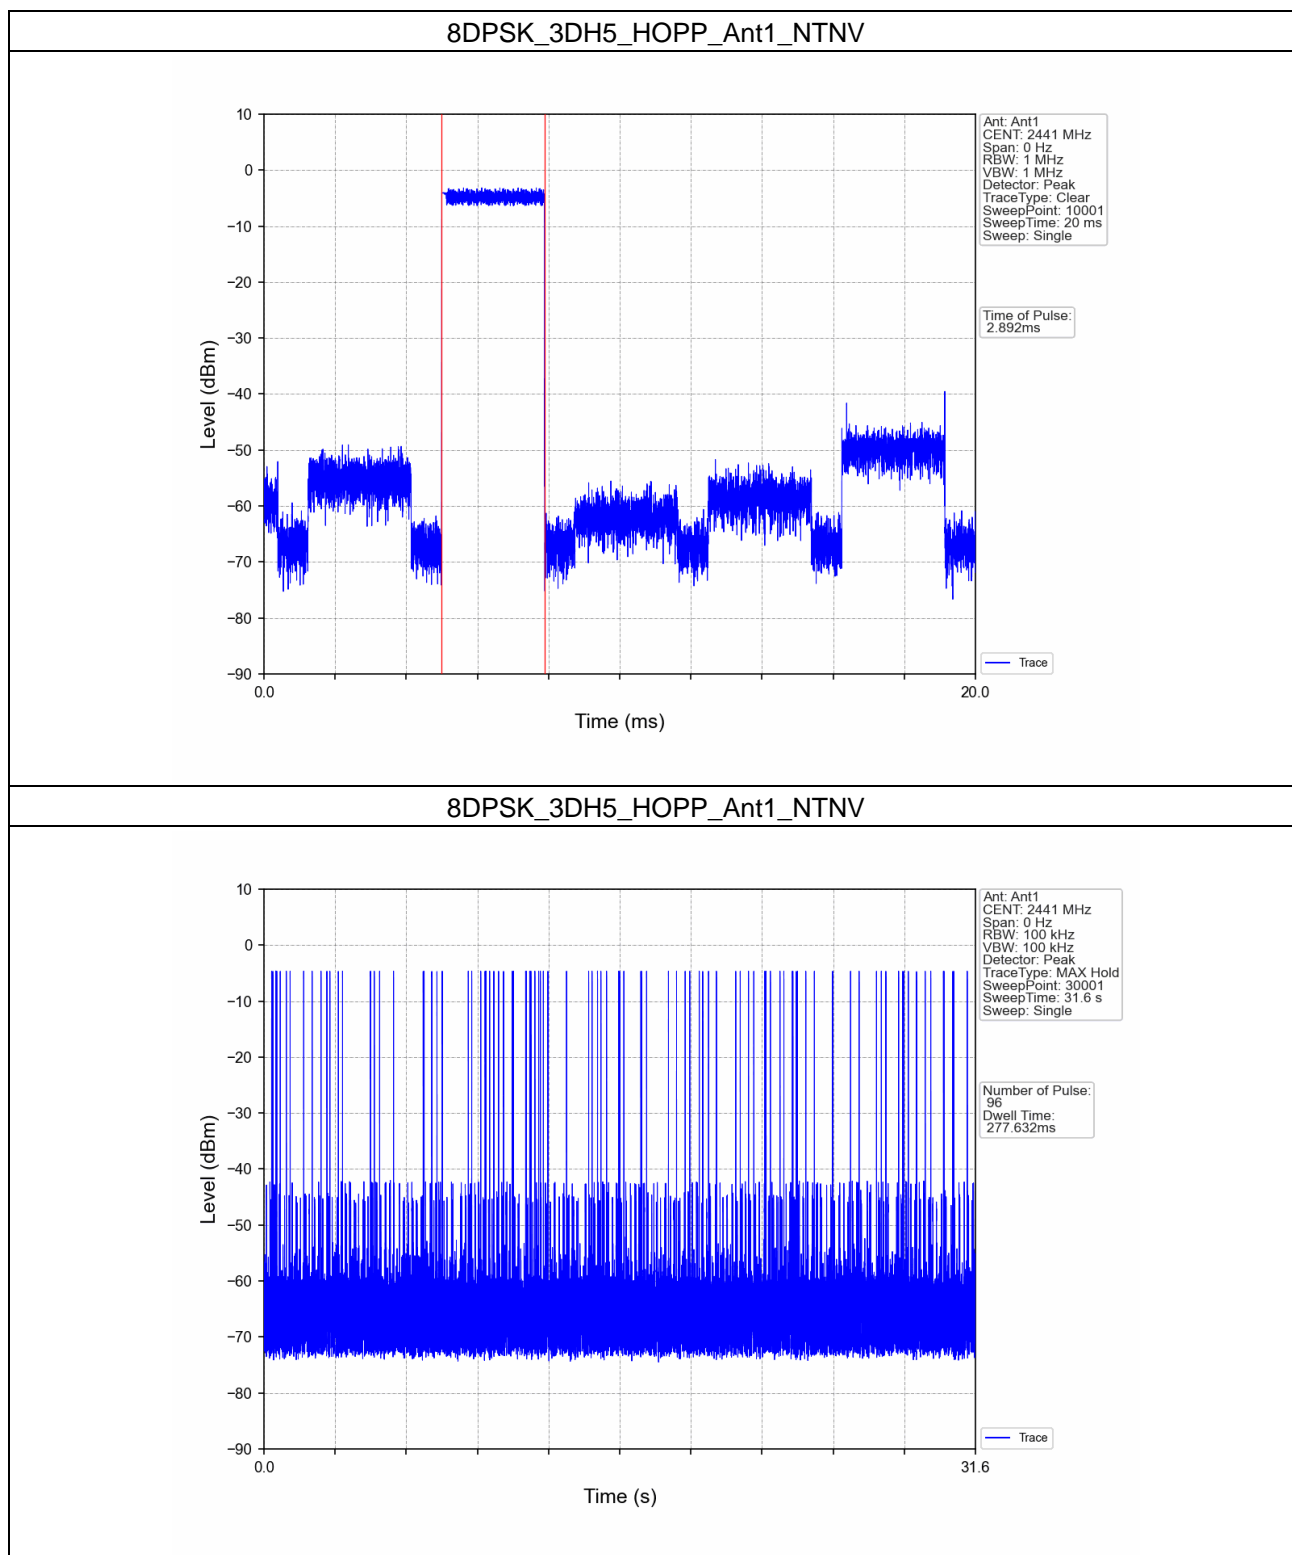 8DPSK_3DH5_HOPP_Ant1_NTNV
10
0
−10
−20
−30
−40
−50
−60
−70
−80
−90
Level (dBm)
0.0
20.0
Time (ms)
Ant: Ant1
CENT: 2441 MHz
Span: 0 Hz
RBW: 1 MHz
VBW: 1 MHz
Detector: Peak
TraceType: Clear
SweepPoint: 10001
SweepTime: 20 ms
Sweep: Single
Time of Pulse:
2.892ms
Trace
8DPSK_3DH5_HOPP_Ant1_NTNV
10
0
−10
−20
−30
−40
−50
−60
−70
−80
−90
Level (dBm)
0.0
31.6
Time (s)
Ant: Ant1
CENT: 2441 MHz
Span: 0 Hz
RBW: 100 kHz
VBW: 100 kHz
Detector: Peak
TraceType: MAX Hold
SweepPoint: 30001
SweepTime: 31.6 s
Sweep: Single
Number of Pulse:
96
Dwell Time:
277.632ms
Trace